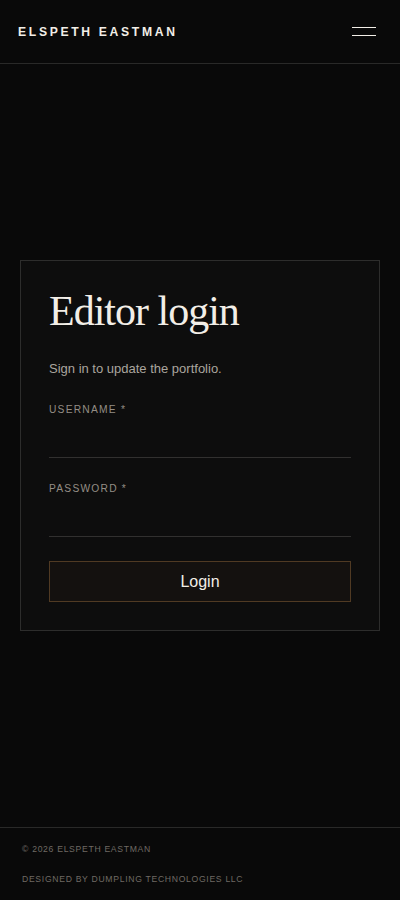 ELSPETH EASTMAN
Editor login
Sign in to update the portfolio.
USERNAME *
PASSWORD *
Login
© 2026 ELSPETH EASTMAN
DESIGNED BY DUMPLING TECHNOLOGIES LLC